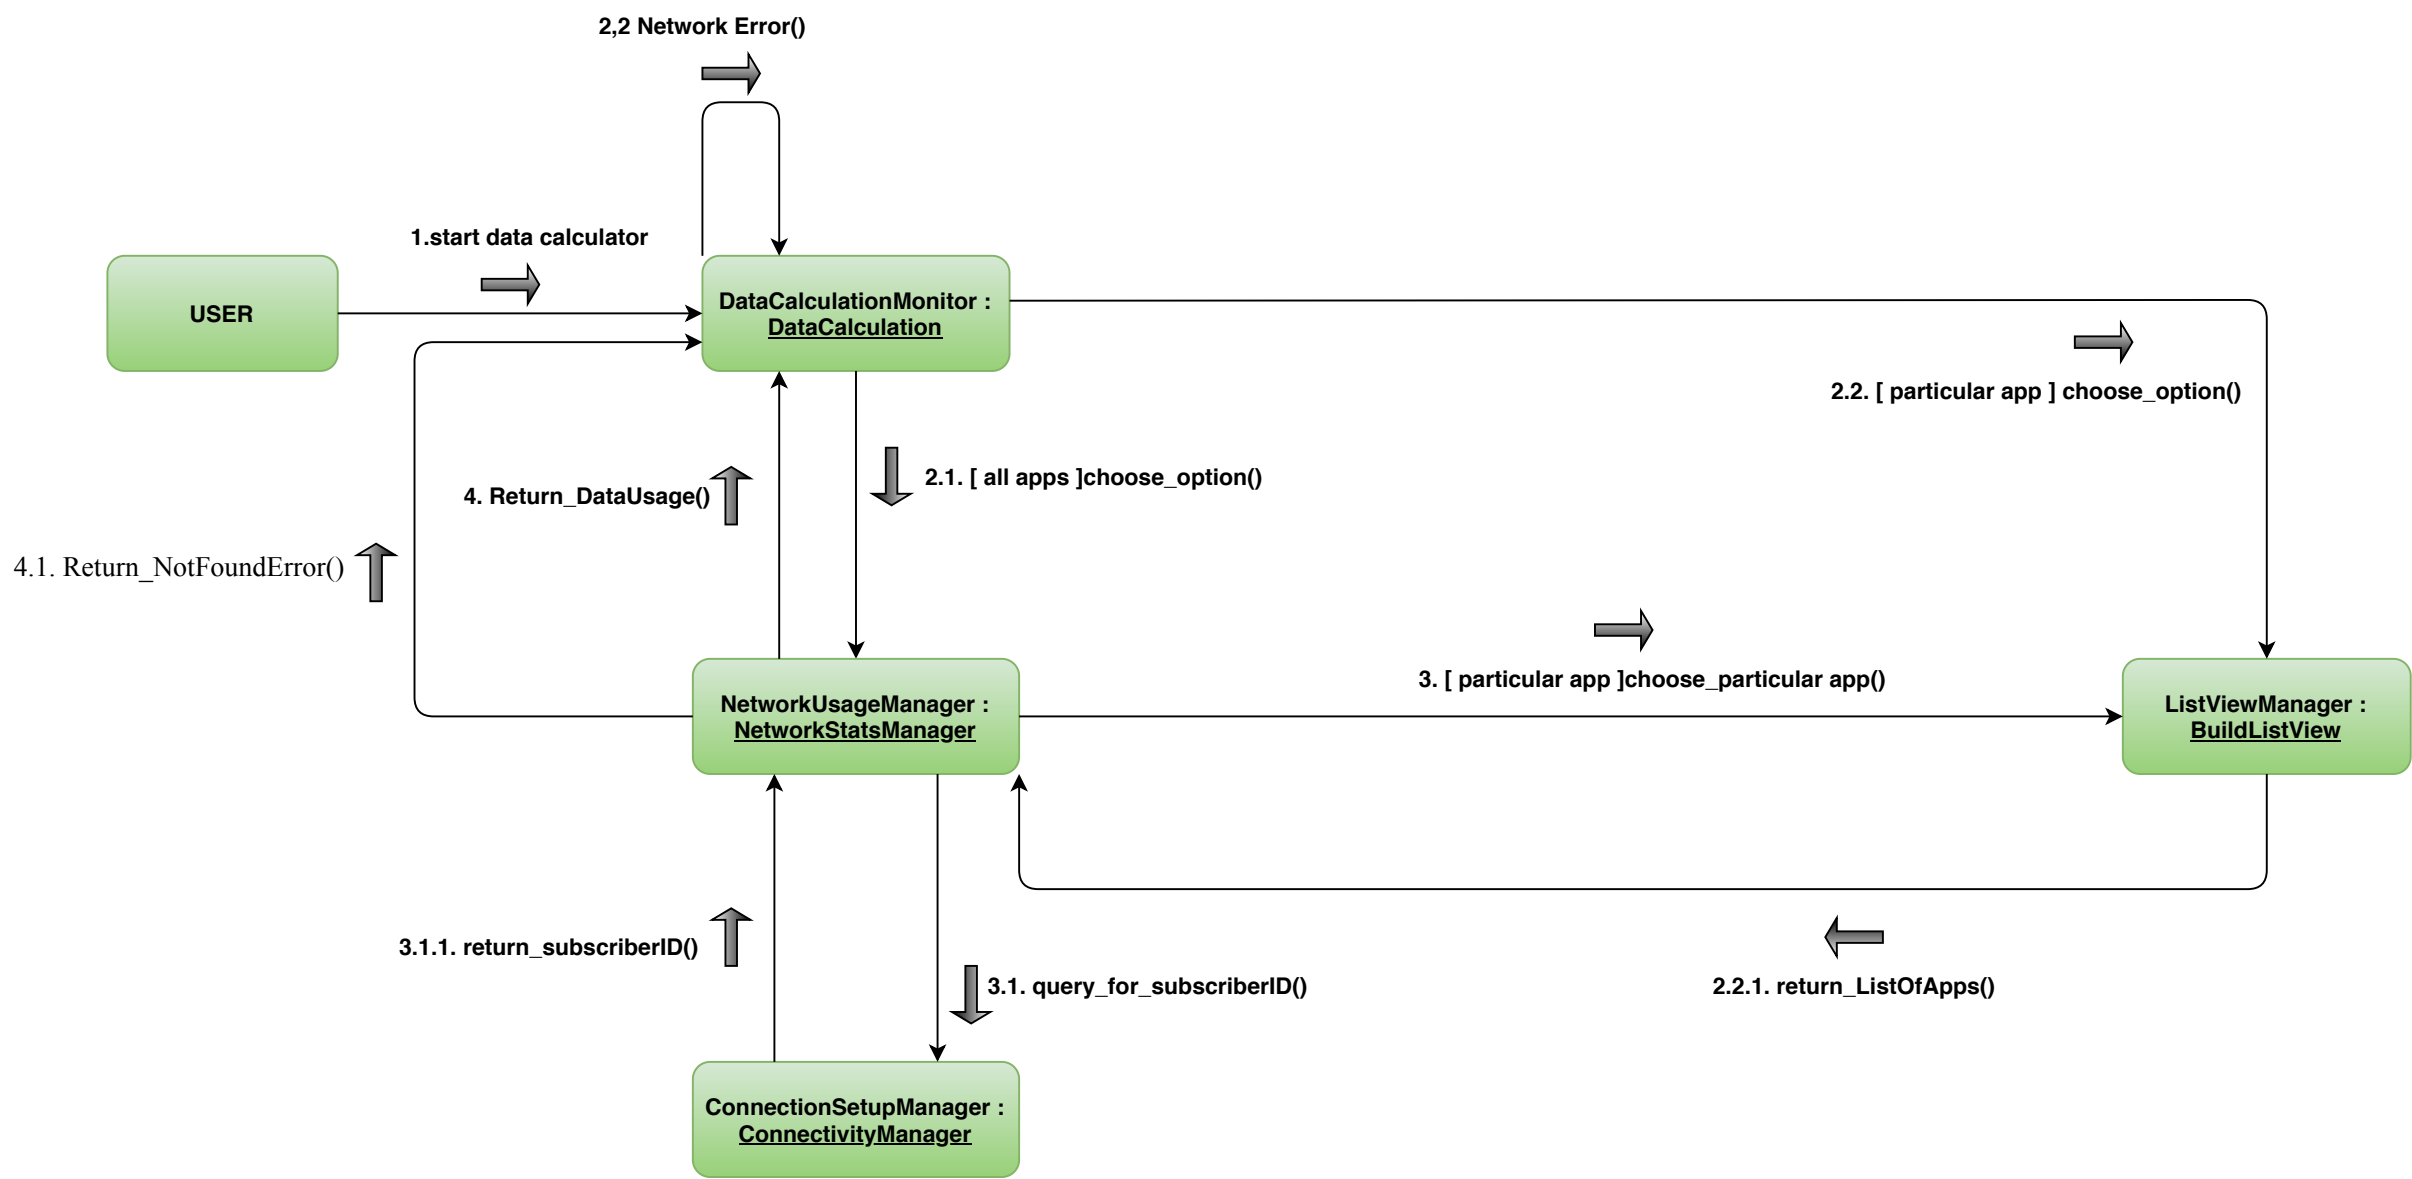 2,2 Network Error()
1.start data calculator
USER
DataCalculationMonitor :
DataCalculation
2.2. [ particular app ] choose_option()
2.1. [ all apps ]choose_option()
4. Return_DataUsage()
4.1. Return_NotFoundError()
3. [ particular app ]choose_particular app()
NetworkUsageManager :
NetworkStatsManager
ListViewManager :
BuildListView
3.1.1. return_subscriberID()
3.1. query_for_subscriberID()
2.2.1. return_ListOfApps()
ConnectionSetupManager :
ConnectivityManager